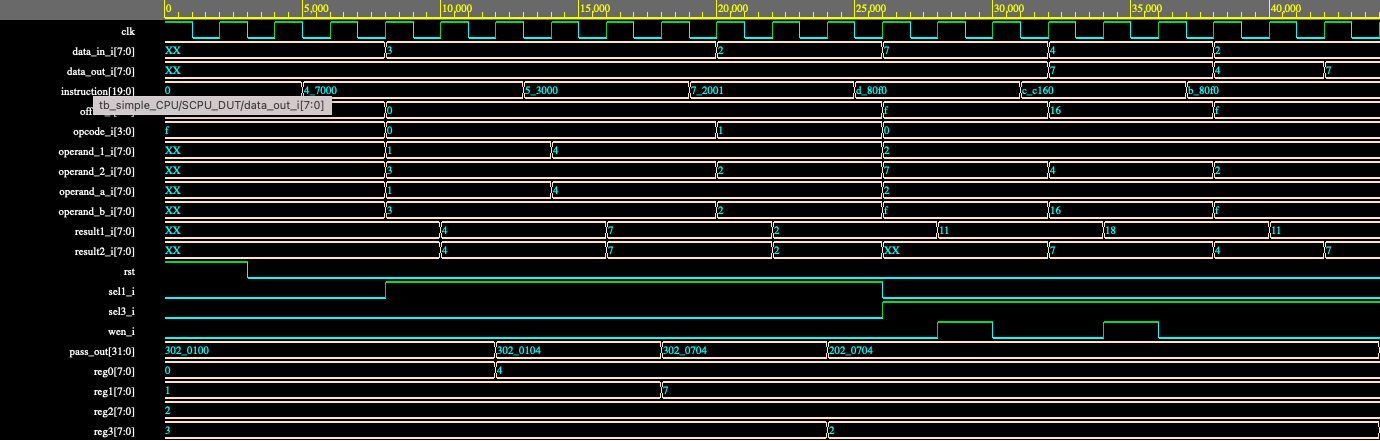 0 5,000 10,000 15,000 20,000 25,000 30,000 35,000 40,000
clk
data_in_i[7:0] XX 3 2 7 4 2
data_out_i[7:0] XX 7 4 7
instruction[19:0] 0 4_7000 5_3000 7_2001 d_80f0 c_c160 b_80f0
tb_simple_CPU/SCPU_DUT/data_out_i[7:0]
0 f 16 f
opcode_i[3:0] f 0 1 0
operand_1_i[7:0] XX 1 4 2
operand_2_i[7:0] XX 3 2 7 4 2
operand_a_i[7:0] XX 1 4 2
operand_b_i[7:0] XX 3 2 f 16 f
result1_i[7:0] XX 4 7 2 11 18 11
result2_i[7:0] XX 4 7 2 XX 7 4 7
rst
sel1_i
sel3_i
wen_i
pass_out[31:0] 302_0100 302_0104 302_0704 202_0704
reg0[7:0] 0 4
reg1[7:0] 1 7
reg2[7:0] 2
reg3[7:0] 3 2